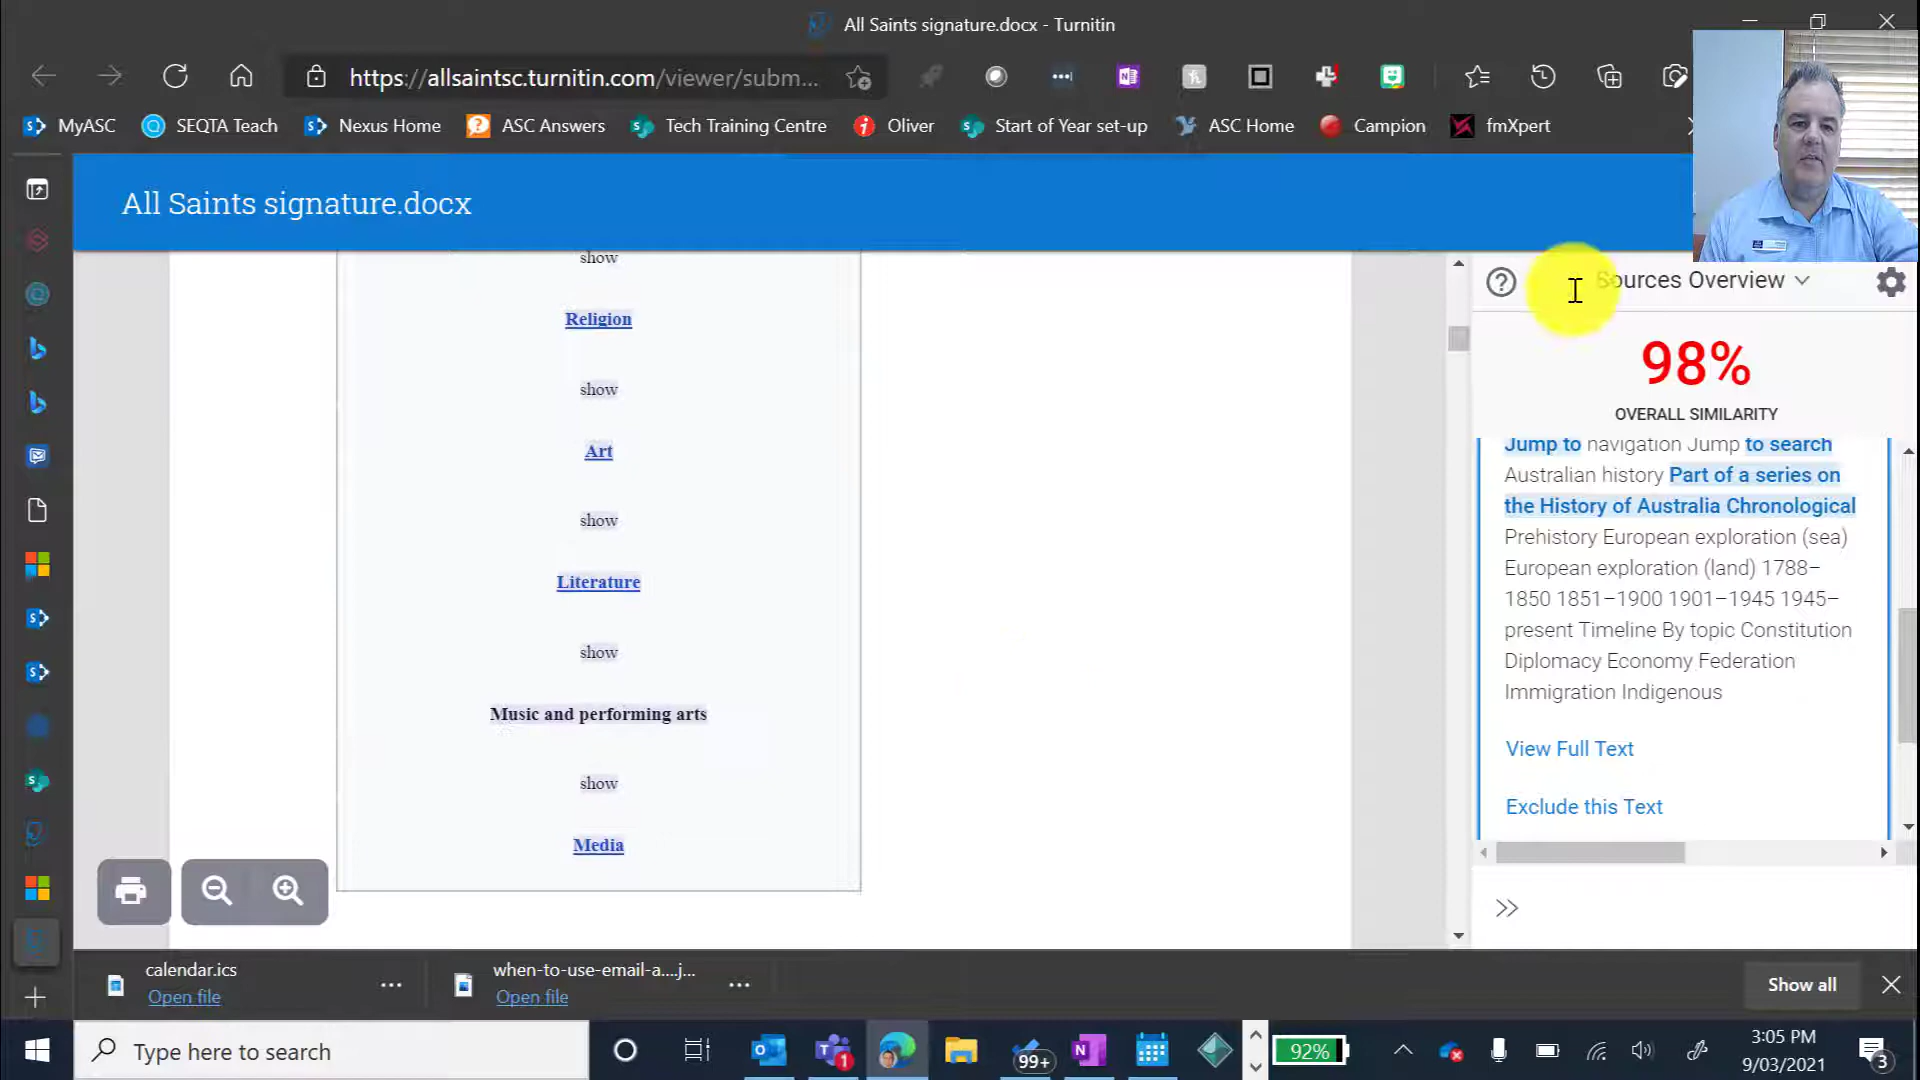 All Saints signature.docx - Turnitin
https://allsaintsc.turnitin.com/viewer/subm...
MyASC
SEQTA Teach
Nexus Home
ASC Answers
Tech Training Centre
Oliver
Start of Year set-up
ASC Home
Campion
fmXpert
All Saints signature.docx
show
Religion
show
Art
show
Literature
show
Music and performing arts
show
Media
Sources Overview
98%
OVERALL SIMILARITY
Jump to navigation Jump to search
Australian history Part of a series on
the History of Australia Chronological
Prehistory European exploration (sea)
European exploration (land) 1788–
1850 1851–1900 1901–1945 1945–
present Timeline By topic Constitution
Diplomacy Economy Federation
Immigration Indigenous
View Full Text
Exclude this Text
calendar.ics
Open file
when-to-use-email-a....j...
Open file
Show all
Type here to search
1
99+
92%
3:05 PM
9/03/2021
3